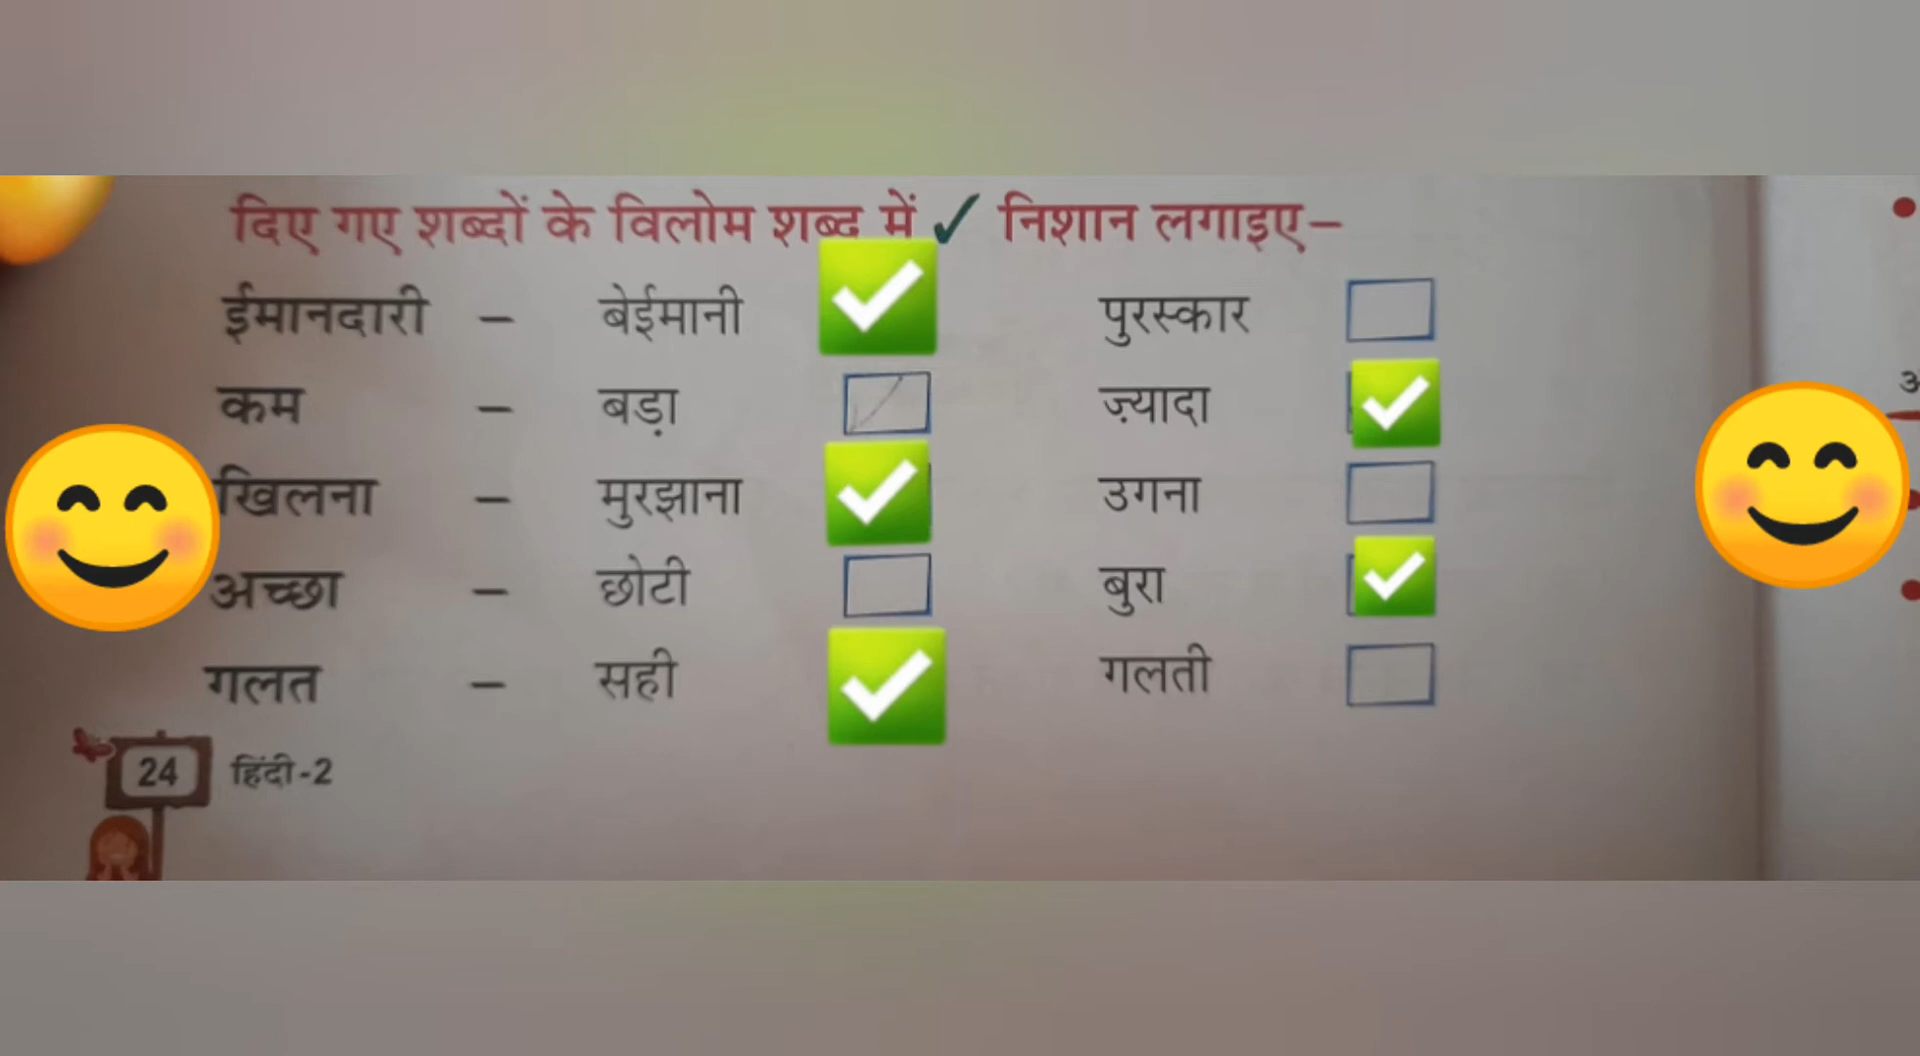 दिए गए शब्दों के विलोम शब्द में ✓ निशान लगाइए–
ईमानदारी – बेईमानी ✅ पुरस्कार
कम – बड़ा ज़्यादा ✅
खिलना – मुरझाना ✅ उगना
अच्छा – छोटी बुरा ✅
गलत – सही ✅ गलती
24 हिंदी-2